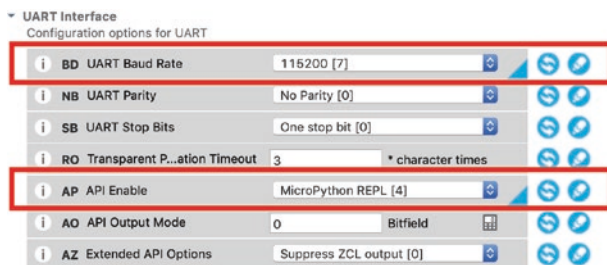 UART Interface
Configuration options for UART
i BD UART Baud Rate 115200 [7]
i NB UART Parity No Parity [0]
i SB UART Stop Bits One stop bit [0]
i RO Transparent P...ation Timeout 3 * character times
i AP API Enable MicroPython REPL [4]
i AO API Output Mode 0 Bitfield
i AZ Extended API Options Suppress ZCL output [0]